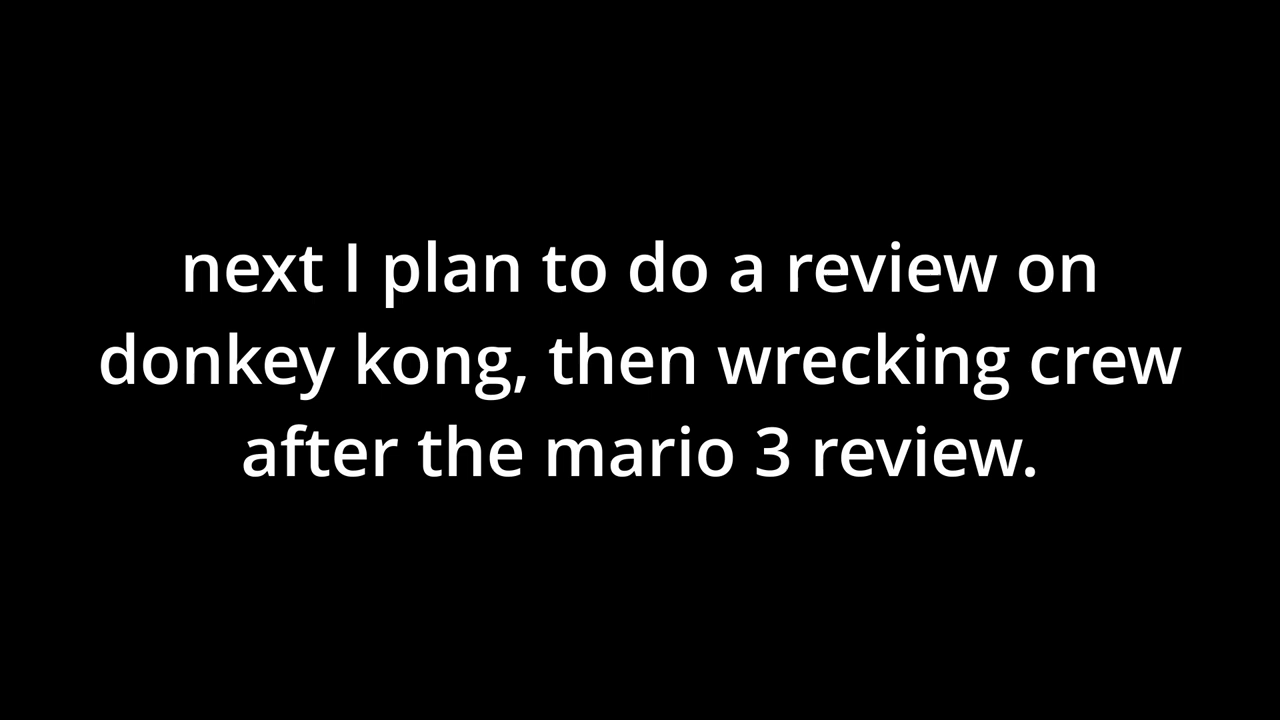 next I plan to do a review on
donkey kong, then wrecking crew
after the mario 3 review.